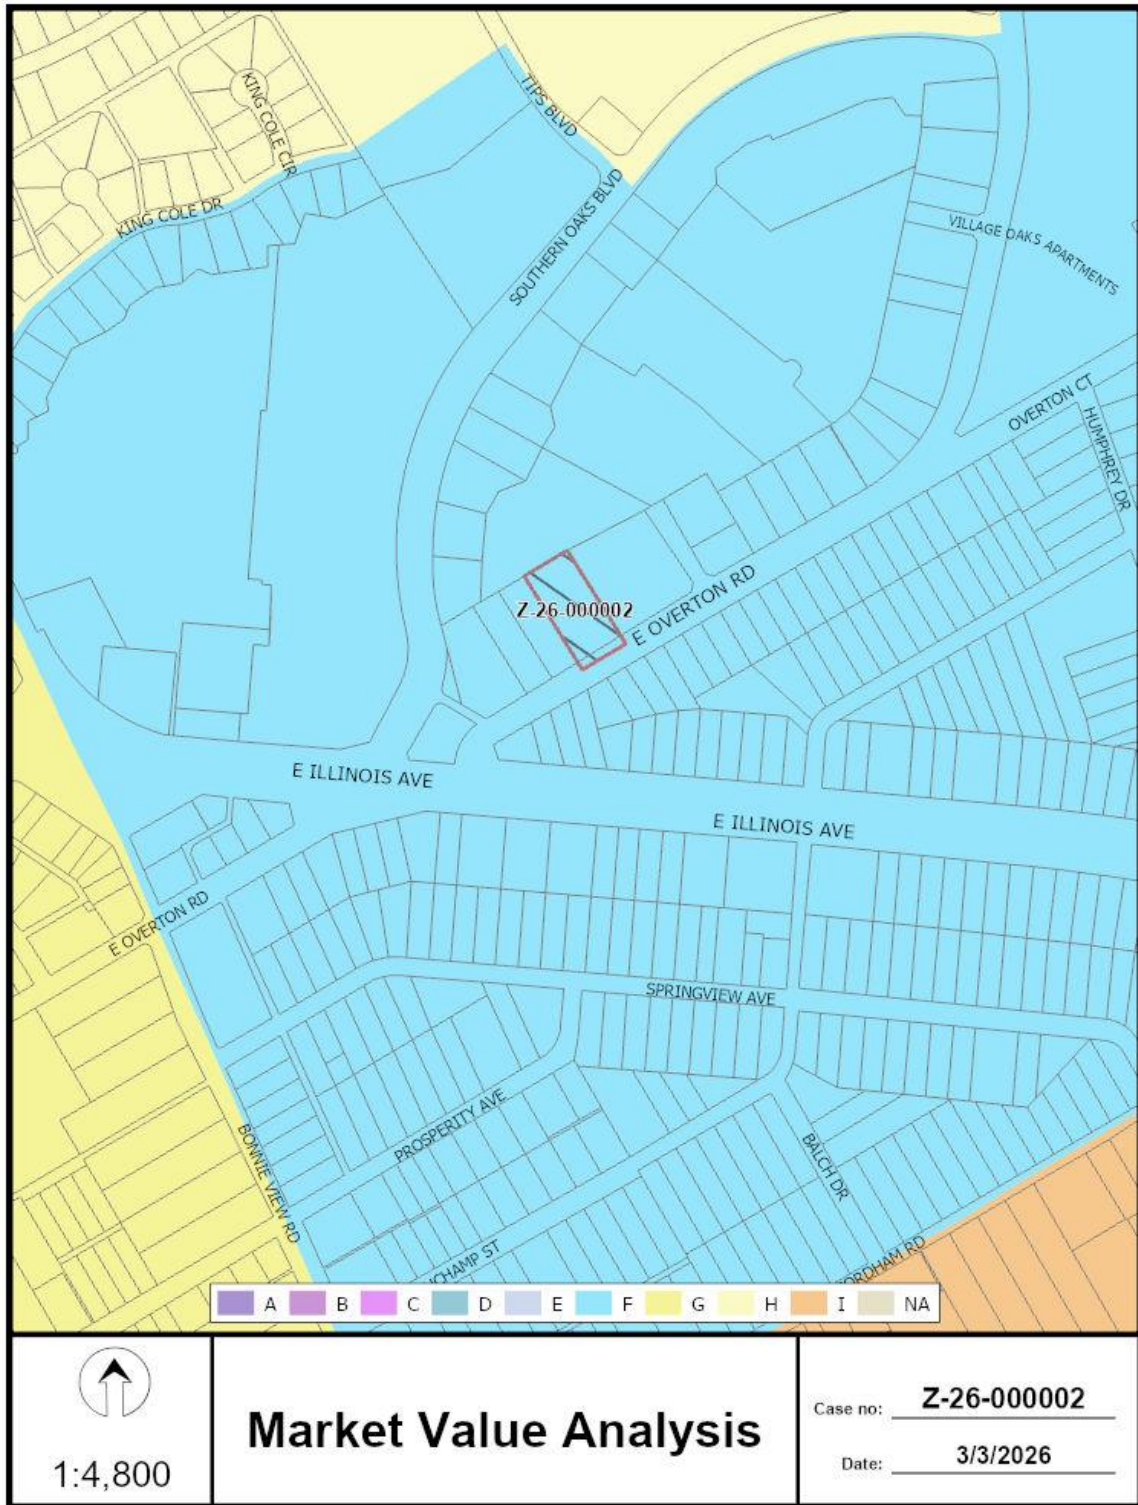 KING COLE CIR
TIPS BLVD
KING COLE DR
SOUTHERN OAKS BLVD
VILLAGE OAKS APARTMENTS
OVERTON CT
HUMPHREY DR
Z-26-000002
E OVERTON RD
E ILLINOIS AVE
E ILLINOIS AVE
E OVERTON RD
SPRINGVIEW AVE
PROSPERITY AVE
BONNIE VIEW RD
BALCH DR
A B C D E F G H I NA
1:4,800
Market Value Analysis
Case no: Z-26-000002
Date: 3/3/2026